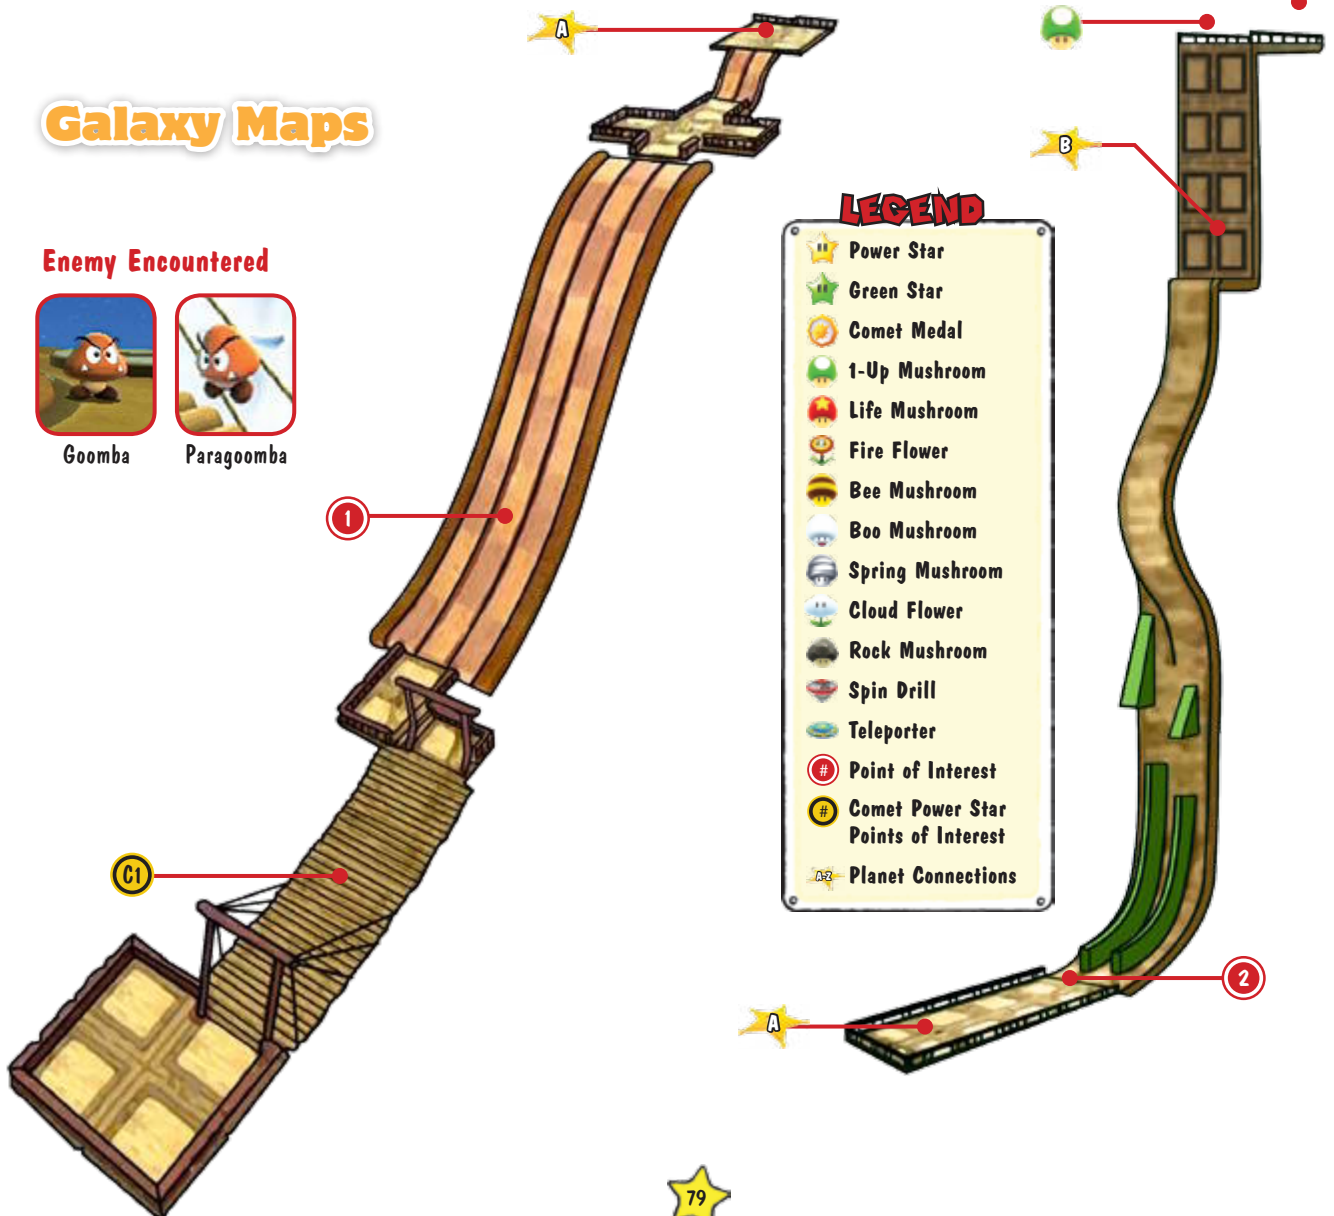 A
Galaxy Maps
B
LEGEND
Power Star
Green Star
Comet Medal
1-Up Mushroom
Life Mushroom
Fire Flower
Bee Mushroom
Boo Mushroom
Spring Mushroom
Cloud Flower
Rock Mushroom
Spin Drill
Teleporter
# Point of Interest
# Comet Power Star
Points of Interest
A-Z Planet Connections
Enemy Encountered
Goomba Paragoomba
1
C1
2
A
79